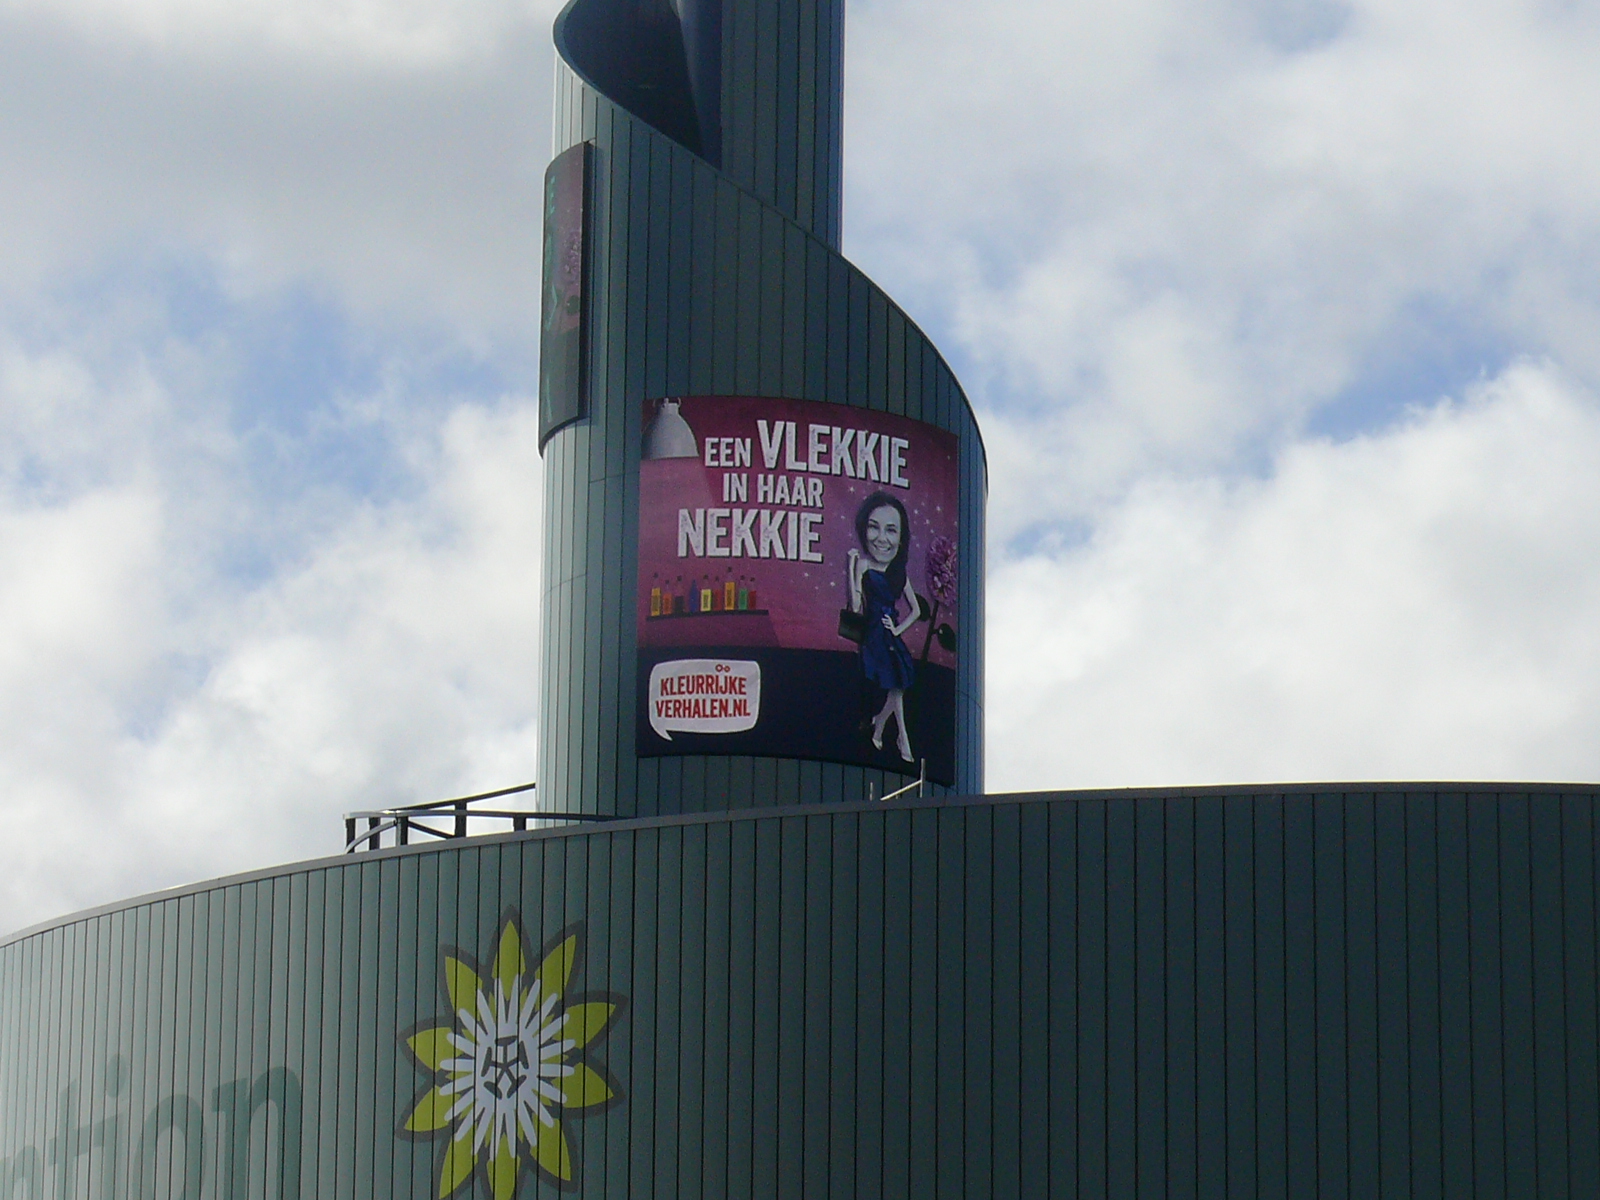 EEN VLEKKIE
IN HAAR
NEKKIE
KLEURRIJKE
VERHALEN.NL